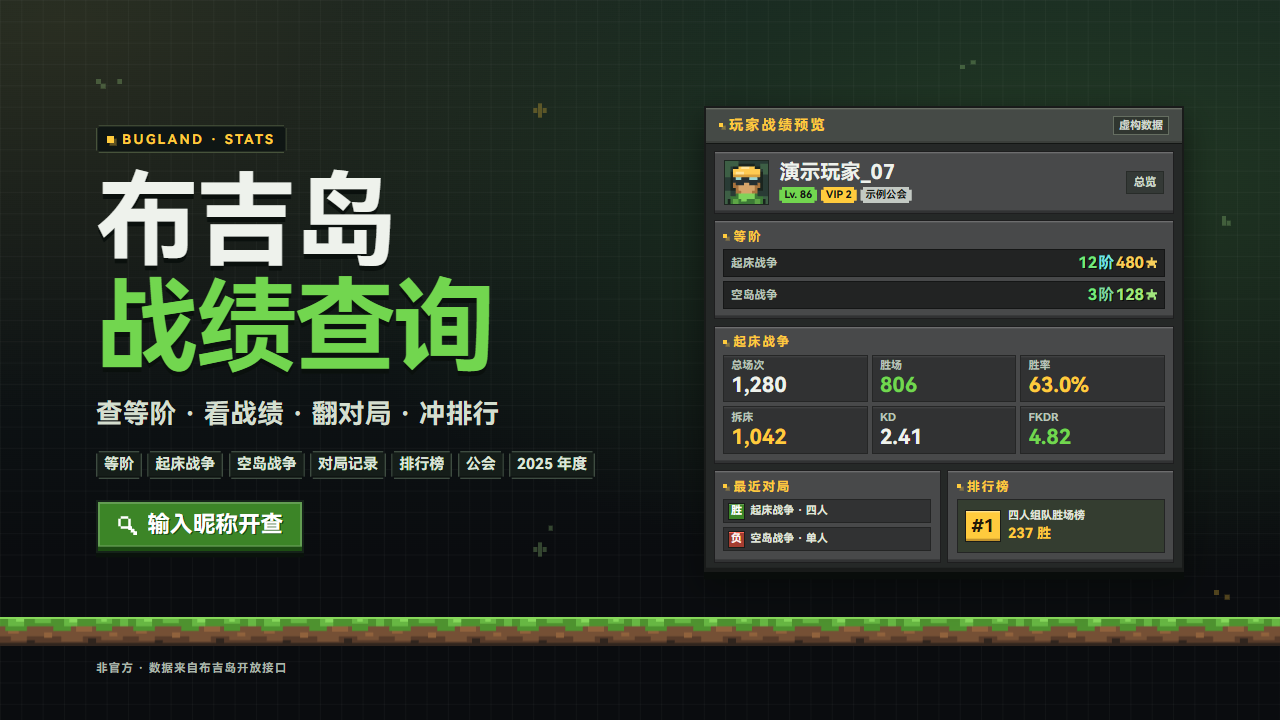 BUGLAND · STATS
布吉岛
战绩查询
查等阶 · 看战绩 · 翻对局 · 冲排行
等阶 起床战争 空岛战争 对局记录 排行榜 公会 2025 年度
输入昵称开查
玩家战绩预览 虚构数据
演示玩家_07
Lv. 86 VIP 2 示例公会
总览
等阶
起床战争 12阶480★
空岛战争 3阶128★
起床战争
总场次 胜场 胜率
1,280 806 63.0%
拆床 KD FKDR
1,042 2.41 4.82
最近对局
胜 起床战争 · 四人
负 空岛战争 · 单人
排行榜
#1 四人组队胜场榜
237 胜
非官方 · 数据来自布吉岛开放接口